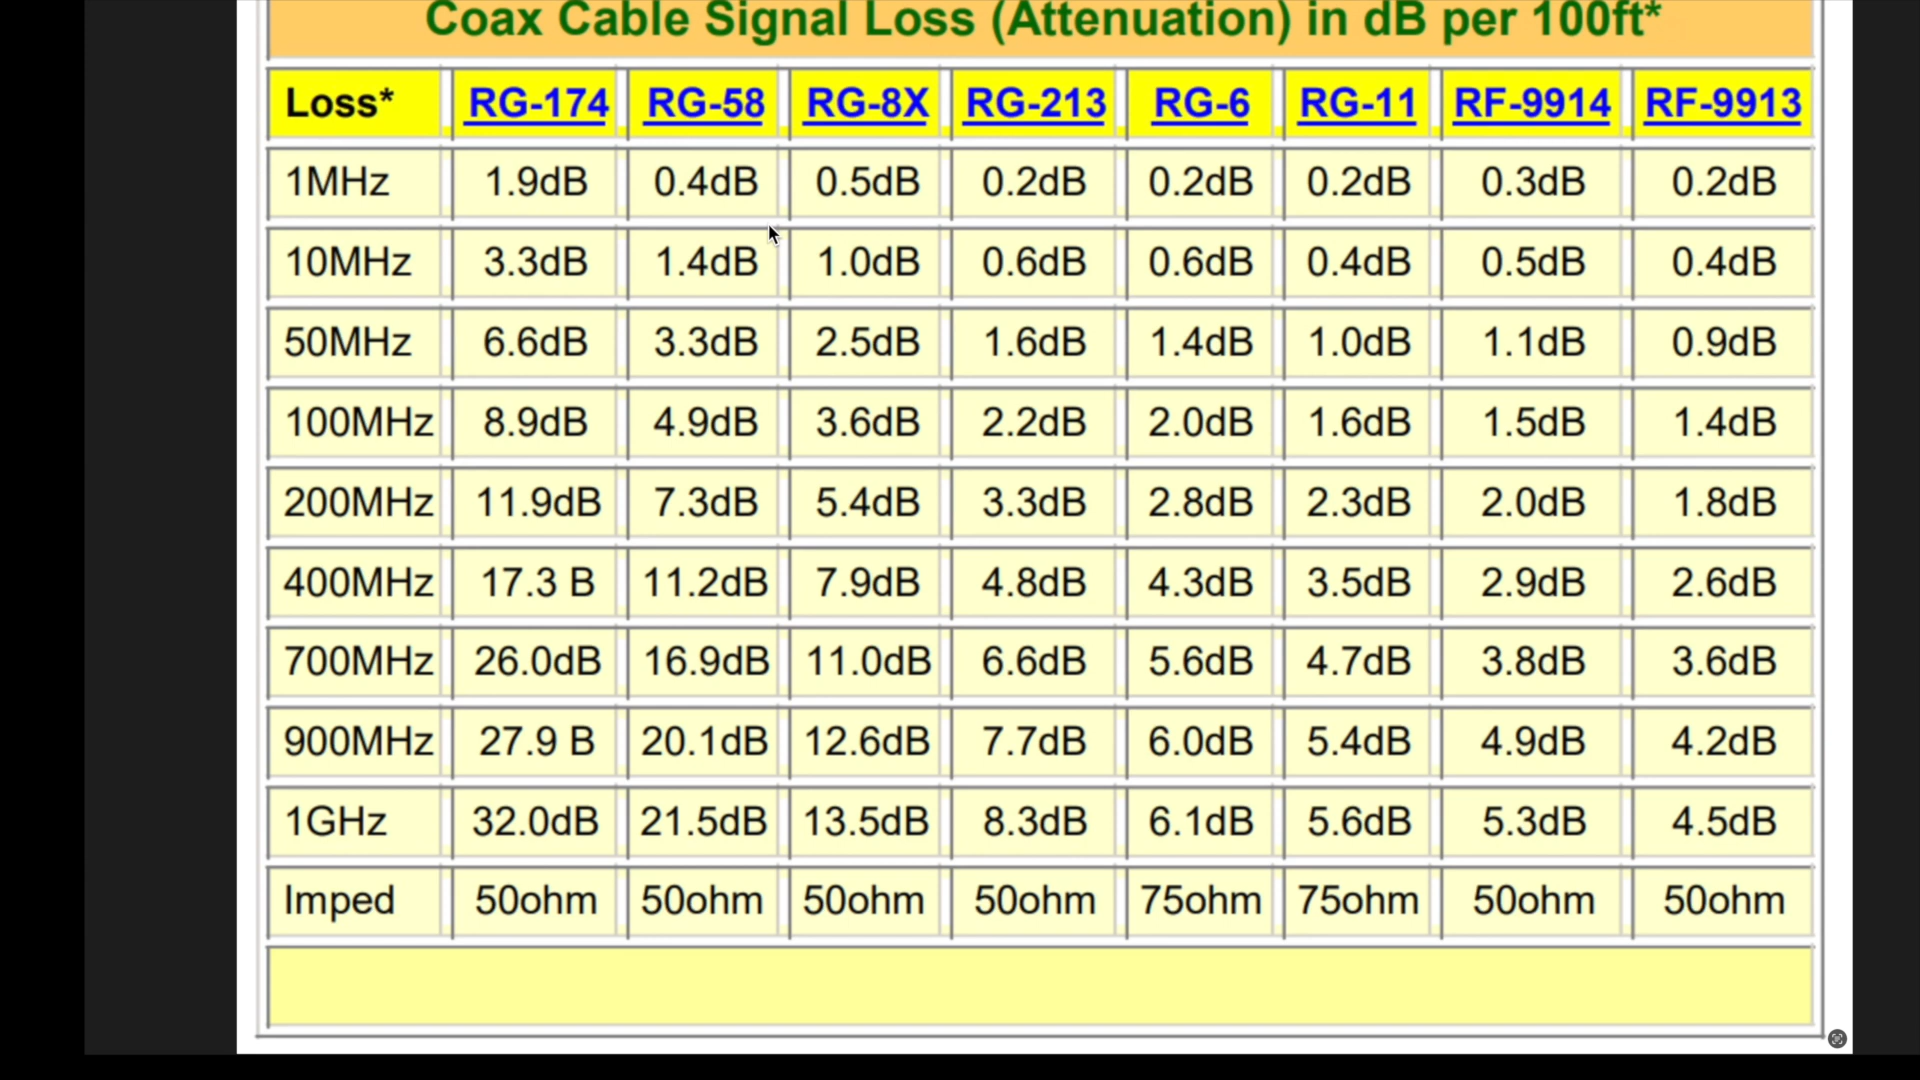 Coax Cable Signal Loss (Attenuation) in dB per 100ft*
Loss* RG-174 RG-58 RG-8X RG-213 RG-6 RG-11 RF-9914 RF-9913
1MHz 1.9dB 0.4dB 0.5dB 0.2dB 0.2dB 0.2dB 0.3dB 0.2dB
10MHz 3.3dB 1.4dB 1.0dB 0.6dB 0.6dB 0.4dB 0.5dB 0.4dB
50MHz 6.6dB 3.3dB 2.5dB 1.6dB 1.4dB 1.0dB 1.1dB 0.9dB
100MHz 8.9dB 4.9dB 3.6dB 2.2dB 2.0dB 1.6dB 1.5dB 1.4dB
200MHz 11.9dB 7.3dB 5.4dB 3.3dB 2.8dB 2.3dB 2.0dB 1.8dB
400MHz 17.3 B 11.2dB 7.9dB 4.8dB 4.3dB 3.5dB 2.9dB 2.6dB
700MHz 26.0dB 16.9dB 11.0dB 6.6dB 5.6dB 4.7dB 3.8dB 3.6dB
900MHz 27.9 B 20.1dB 12.6dB 7.7dB 6.0dB 5.4dB 4.9dB 4.2dB
1GHz 32.0dB 21.5dB 13.5dB 8.3dB 6.1dB 5.6dB 5.3dB 4.5dB
Imped 50ohm 50ohm 50ohm 50ohm 75ohm 75ohm 50ohm 50ohm